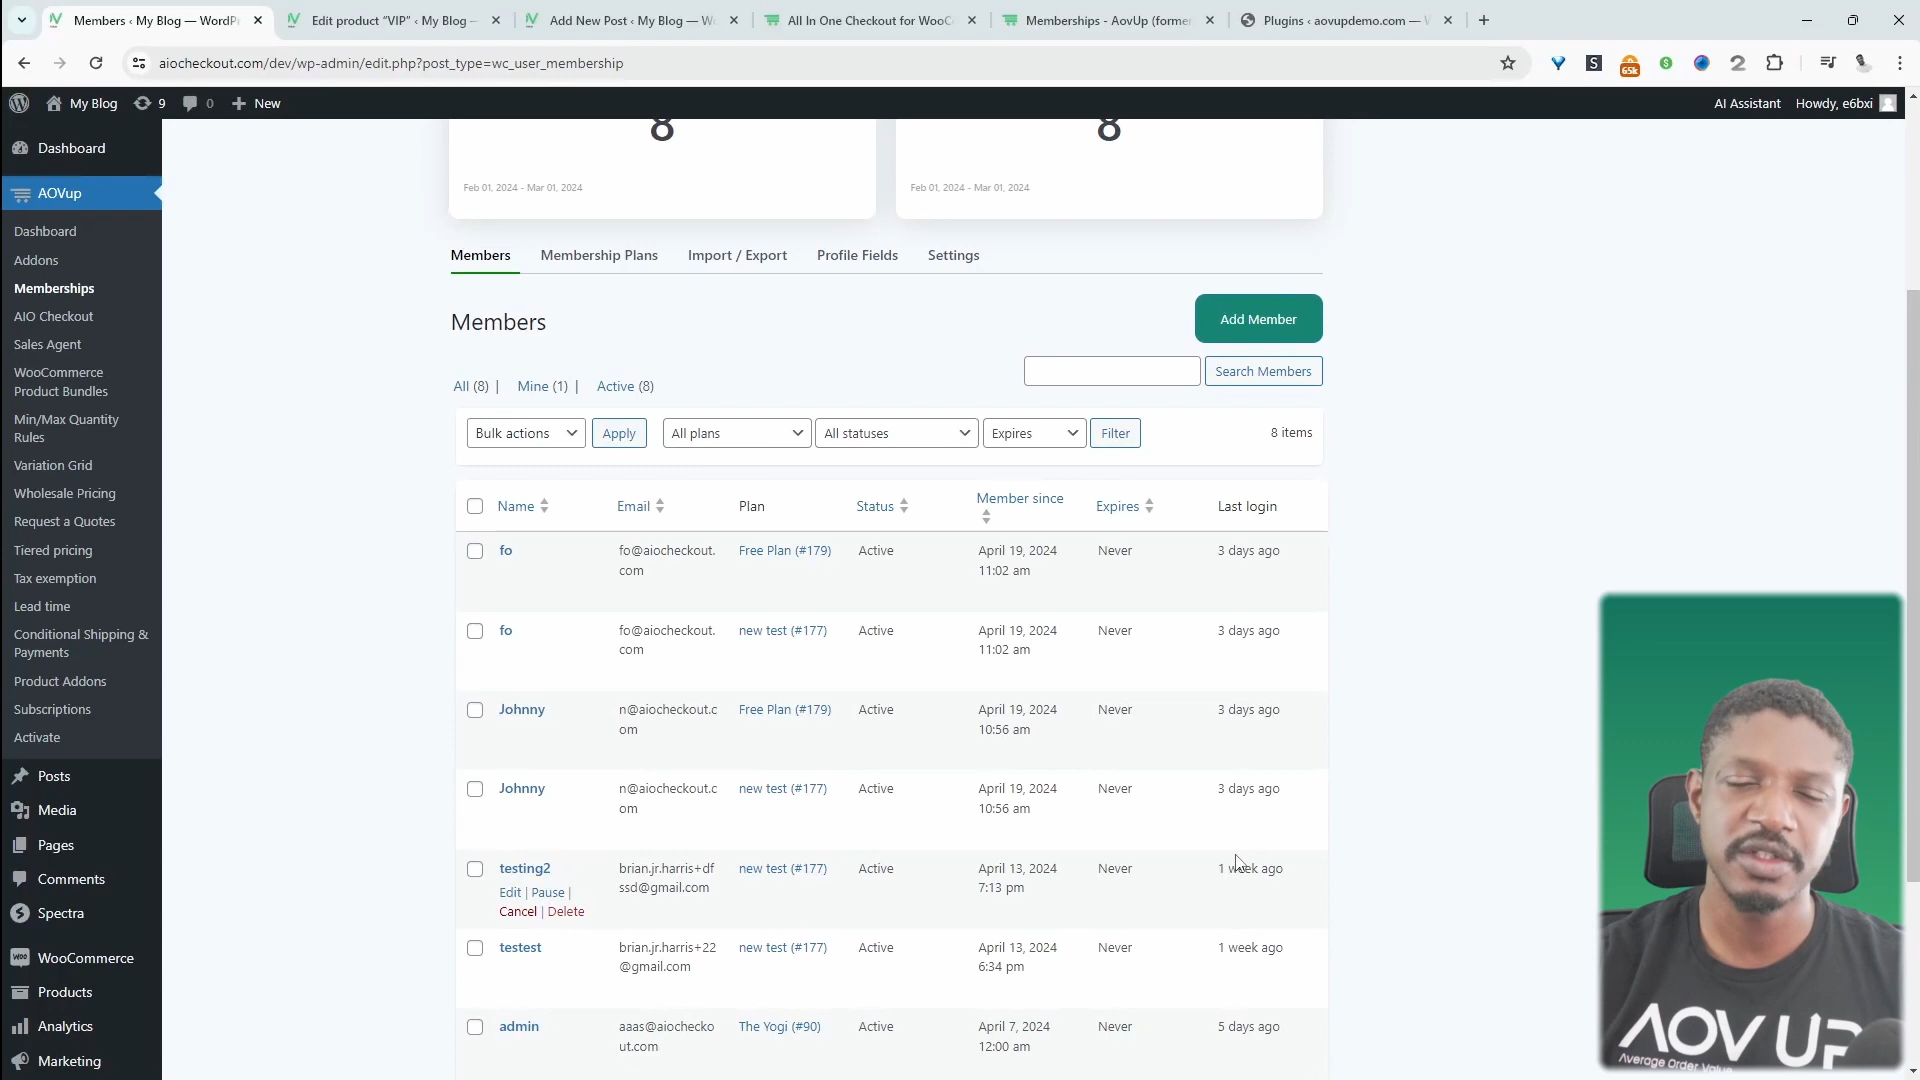 Members ‹ My Blog — WordPr
Edit product “VIP” ‹ My Blog —
Add New Post ‹ My Blog — W
All In One Checkout for WooC
Memberships - AovUp (former
Plugins ‹ aovupdemo.com — W
aiocheckout.com/dev/wp-admin/edit.php?post_type=wc_user_membership
S
65k
My Blog
9
0
New
AI Assistant
Howdy, e6bxi
Dashboard
AOVup
Dashboard
Addons
Memberships
AIO Checkout
Sales Agent
WooCommerce
Product Bundles
Min/Max Quantity
Rules
Variation Grid
Wholesale Pricing
Request a Quotes
Tiered pricing
Tax exemption
Lead time
Conditional Shipping &
Payments
Product Addons
Subscriptions
Activate
Posts
Media
Pages
Comments
Spectra
WooCommerce
Products
Analytics
Marketing
8
8
Feb 01, 2024 - Mar 01, 2024
Feb 01, 2024 - Mar 01, 2024
Members
Membership Plans
Import / Export
Profile Fields
Settings
Members
Add Member
Search Members
All (8) | Mine (1) | Active (8)
Bulk actions
Apply
All plans
All statuses
Expires
Filter
8 items
Name
Email
Plan
Status
Member since
Expires
Last login
fo
fo@aiocheckout.
com
Free Plan (#179)
Active
April 19, 2024
11:02 am
Never
3 days ago
fo
fo@aiocheckout.
com
new test (#177)
Active
April 19, 2024
11:02 am
Never
3 days ago
Johnny
n@aiocheckout.c
om
Free Plan (#179)
Active
April 19, 2024
10:56 am
Never
3 days ago
Johnny
n@aiocheckout.c
om
new test (#177)
Active
April 19, 2024
10:56 am
Never
3 days ago
testing2
Edit | Pause |
Cancel | Delete
brian.jr.harris+df
ssd@gmail.com
new test (#177)
Active
April 13, 2024
7:13 pm
Never
1 week ago
testest
brian.jr.harris+22
@gmail.com
new test (#177)
Active
April 13, 2024
6:34 pm
Never
1 week ago
admin
aaas@aiochecko
ut.com
The Yogi (#90)
Active
April 7, 2024
12:00 am
Never
5 days ago
AOV UP
Average Order Value